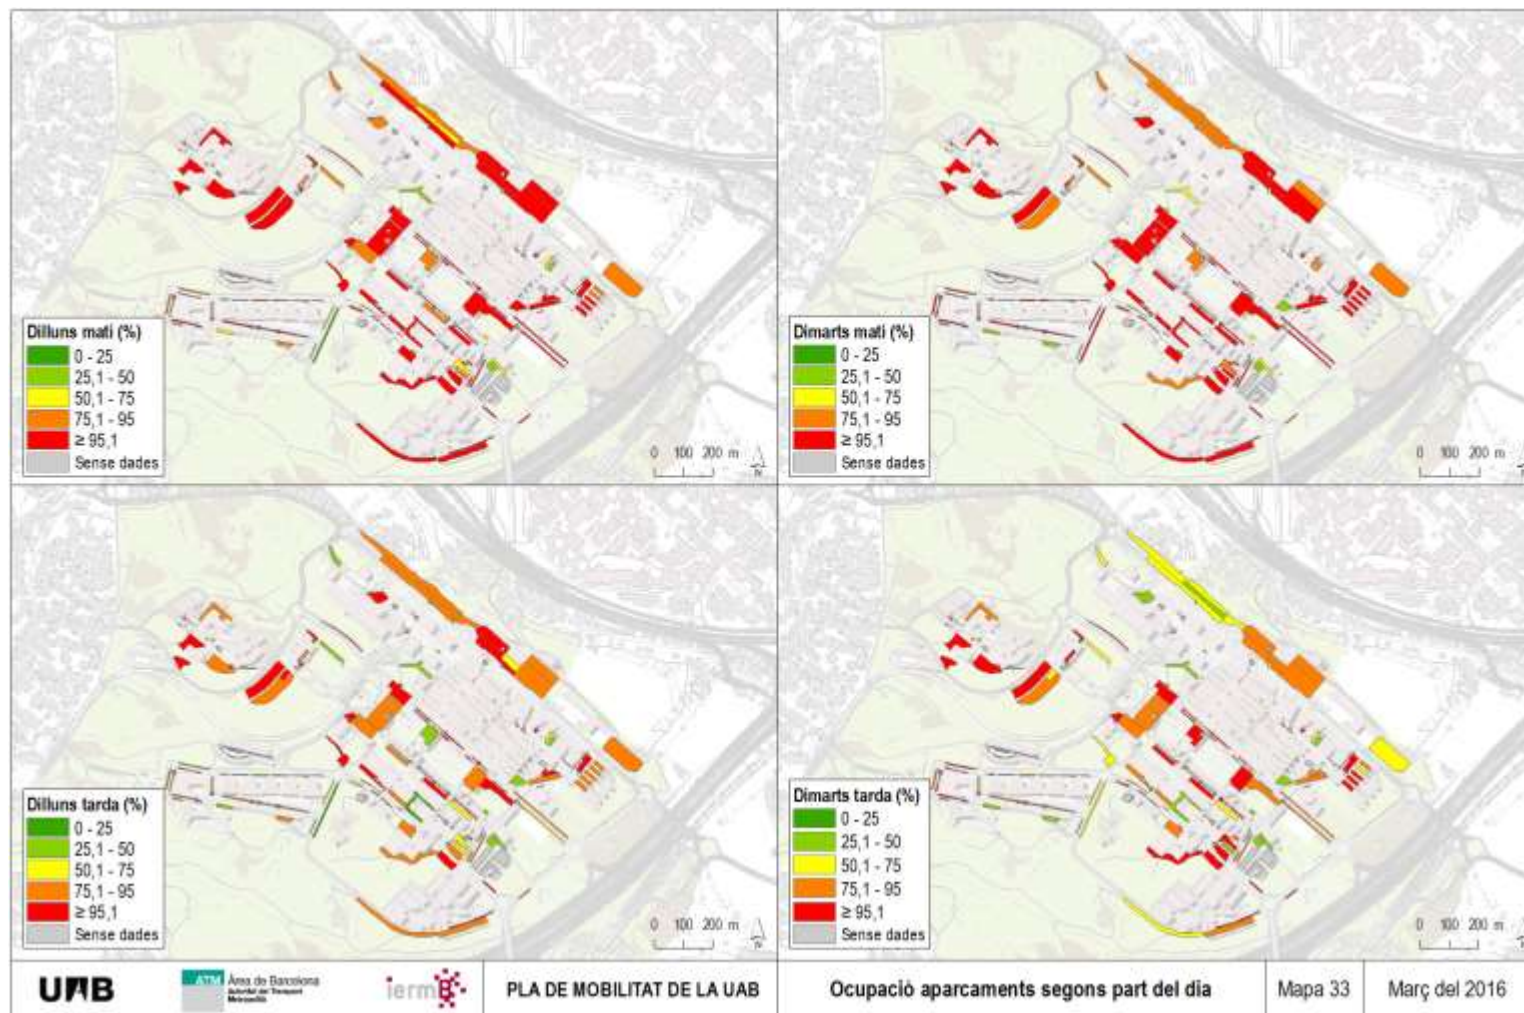 Dilluns matí (%)
0 - 25
25,1 - 50
50,1 - 75
75,1 - 95
≥ 95,1
Sense dades
0 100 200 m
Dimarts matí (%)
0 - 25
25,1 - 50
50,1 - 75
75,1 - 95
≥ 95,1
Sense dades
0 100 200 m
Dilluns tarda (%)
0 - 25
25,1 - 50
50,1 - 75
75,1 - 95
≥ 95,1
Sense dades
0 100 200 m
Dimarts tarda (%)
0 - 25
25,1 - 50
50,1 - 75
75,1 - 95
≥ 95,1
Sense dades
0 100 200 m
UAB
ATM Àrea de Barcelona
Autoritat del Transport
Metropolità
iermB
PLA DE MOBILITAT DE LA UAB
Ocupació aparcaments segons part del dia
Mapa 33
Març del 2016